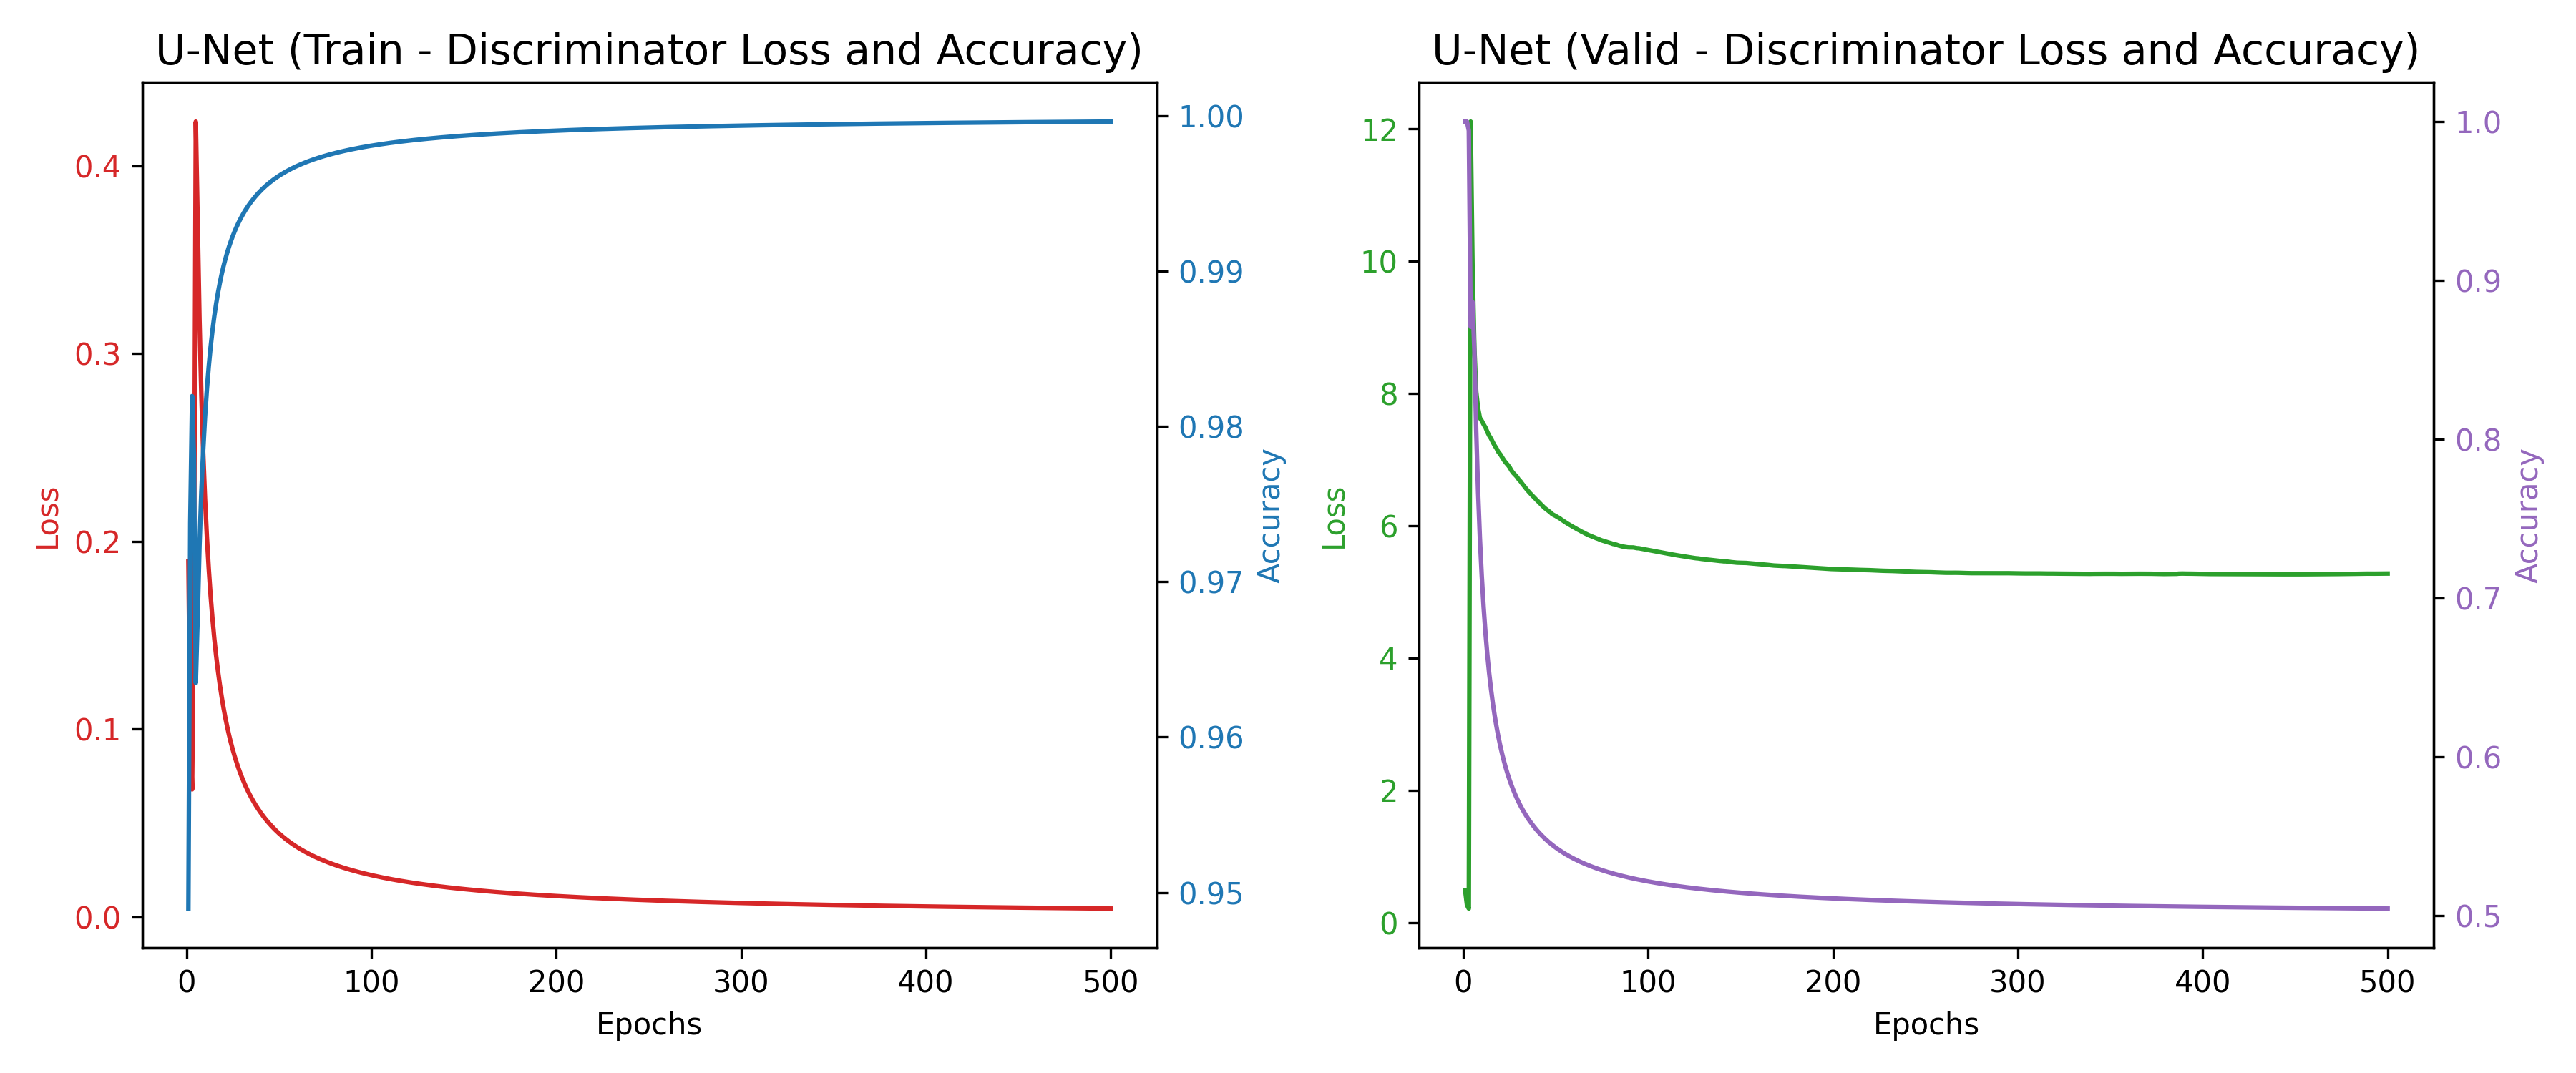 U-Net (Train - Discriminator Loss and Accuracy)
Loss
0.4
0.3
0.2
0.1
0.0
1.00
0.99
0.98
0.97
0.96
0.95
Accuracy
0 100 200 300 400 500
Epochs
U-Net (Valid - Discriminator Loss and Accuracy)
Loss
12
10
8
6
4
2
0
1.0
0.9
0.8
0.7
0.6
0.5
Accuracy
0 100 200 300 400 500
Epochs